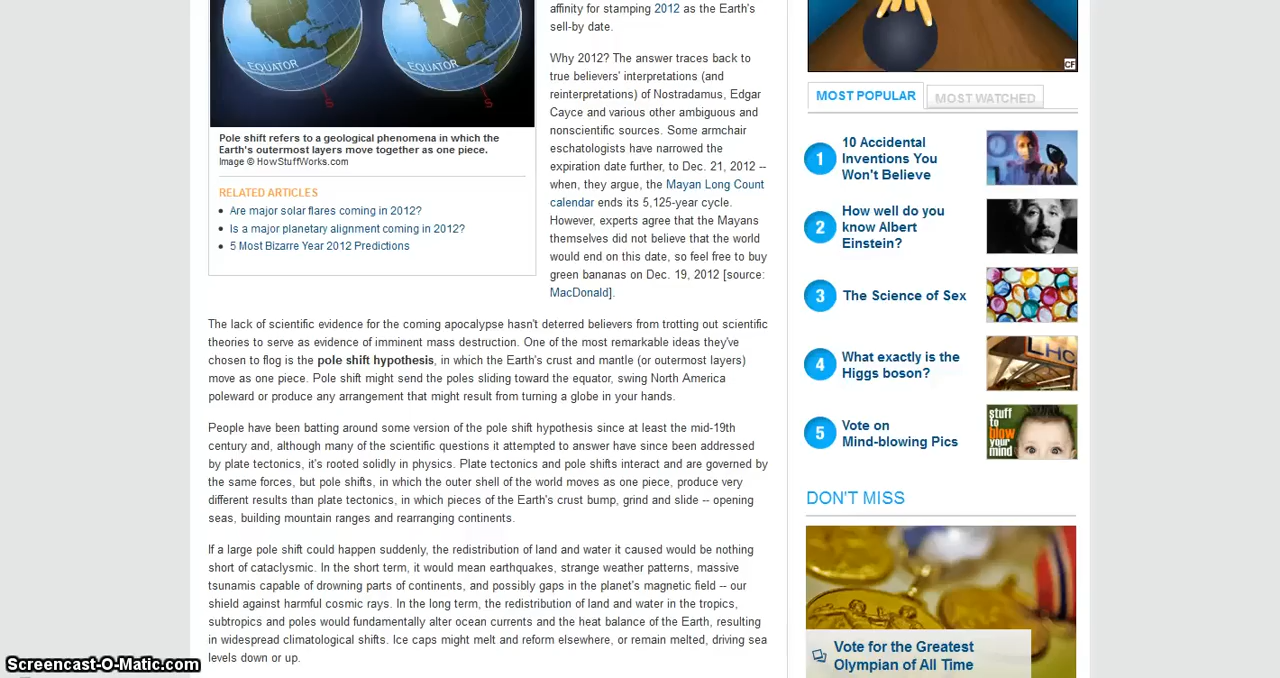 EQUATOR
EQUATOR
S
S
Pole shift refers to a geological phenomena in which the
Earth's outermost layers move together as one piece.
Image © HowStuffWorks.com
RELATED ARTICLES
Are major solar flares coming in 2012?
Is a major planetary alignment coming in 2012?
5 Most Bizarre Year 2012 Predictions
affinity for stamping 2012 as the Earth's
sell-by date.
Why 2012? The answer traces back to
true believers' interpretations (and
reinterpretations) of Nostradamus, Edgar
Cayce and various other ambiguous and
nonscientific sources. Some armchair
eschatologists have narrowed the
expiration date further, to Dec. 21, 2012 --
when, they argue, the Mayan Long Count
calendar ends its 5,125-year cycle.
However, experts agree that the Mayans
themselves did not believe that the world
would end on this date, so feel free to buy
green bananas on Dec. 19, 2012 [source:
MacDonald].
The lack of scientific evidence for the coming apocalypse hasn't deterred believers from trotting out scientific
theories to serve as evidence of imminent mass destruction. One of the most remarkable ideas they've
chosen to flog is the pole shift hypothesis, in which the Earth's crust and mantle (or outermost layers)
move as one piece. Pole shift might send the poles sliding toward the equator, swing North America
poleward or produce any arrangement that might result from turning a globe in your hands.
People have been batting around some version of the pole shift hypothesis since at least the mid-19th
century and, although many of the scientific questions it attempted to answer have since been addressed
by plate tectonics, it's rooted solidly in physics. Plate tectonics and pole shifts interact and are governed by
the same forces, but pole shifts, in which the outer shell of the world moves as one piece, produce very
different results than plate tectonics, in which pieces of the Earth's crust bump, grind and slide -- opening
seas, building mountain ranges and rearranging continents.
If a large pole shift could happen suddenly, the redistribution of land and water it caused would be nothing
short of cataclysmic. In the short term, it would mean earthquakes, strange weather patterns, massive
tsunamis capable of drowning parts of continents, and possibly gaps in the planet's magnetic field -- our
shield against harmful cosmic rays. In the long term, the redistribution of land and water in the tropics,
subtropics and poles would fundamentally alter ocean currents and the heat balance of the Earth, resulting
in widespread climatological shifts. Ice caps might melt and reform elsewhere, or remain melted, driving sea
levels down or up.
CF
MOST POPULAR
MOST WATCHED
1
10 Accidental
Inventions You
Won't Believe
2
How well do you
know Albert
Einstein?
3
The Science of Sex
4
What exactly is the
Higgs boson?
LHC
5
Vote on
Mind-blowing Pics
stuff
to
blow
your
mind
DON'T MISS
Vote for the Greatest
Olympian of All Time
Screencast-O-Matic.com